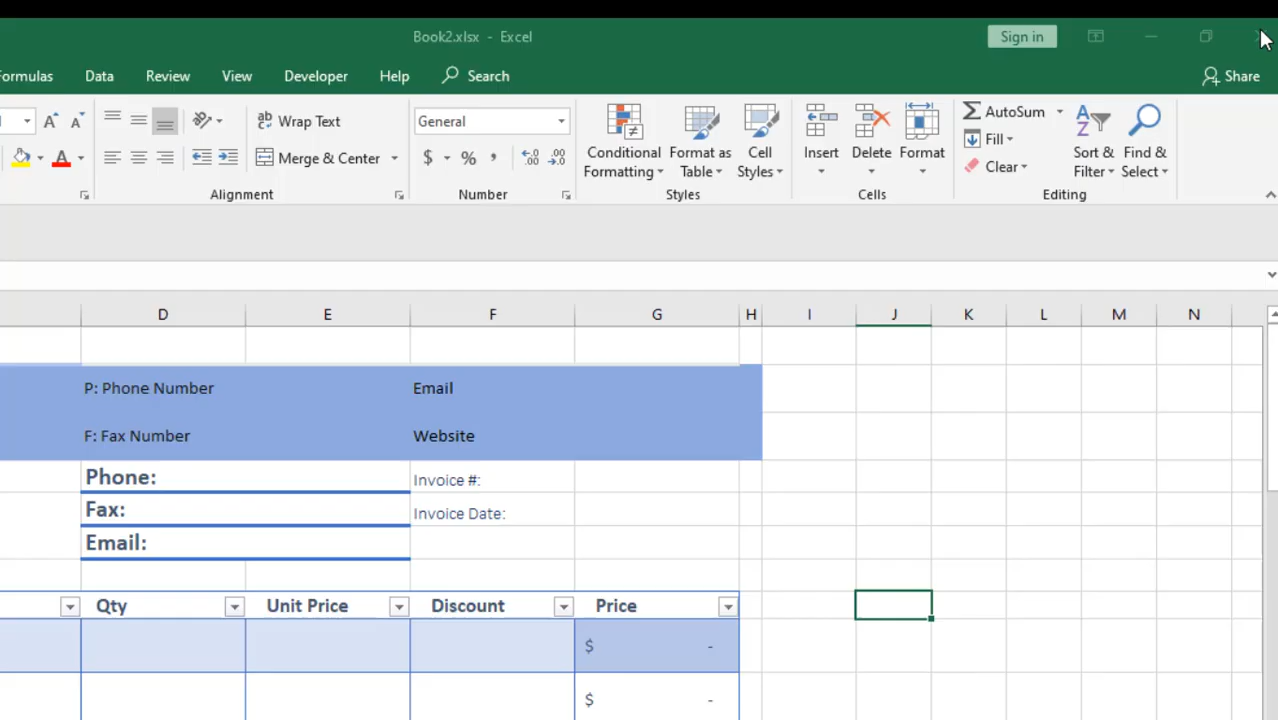 Book2.xlsx - Excel
Sign in
Formulas Data Review View Developer Help Search
Share
Wrap Text
General
AutoSum
Fill
Merge & Center
$ % ,
Conditional Formatting
Format as Table
Cell Styles
Insert
Delete
Format
Clear
Sort & Filter
Find & Select
Alignment
Number
Styles
Cells
Editing
D E F G H I J K L M N
P: Phone Number Email
F: Fax Number Website
Phone: Invoice #:
Fax: Invoice Date:
Email:
Qty Unit Price Discount Price
$ -
$ -